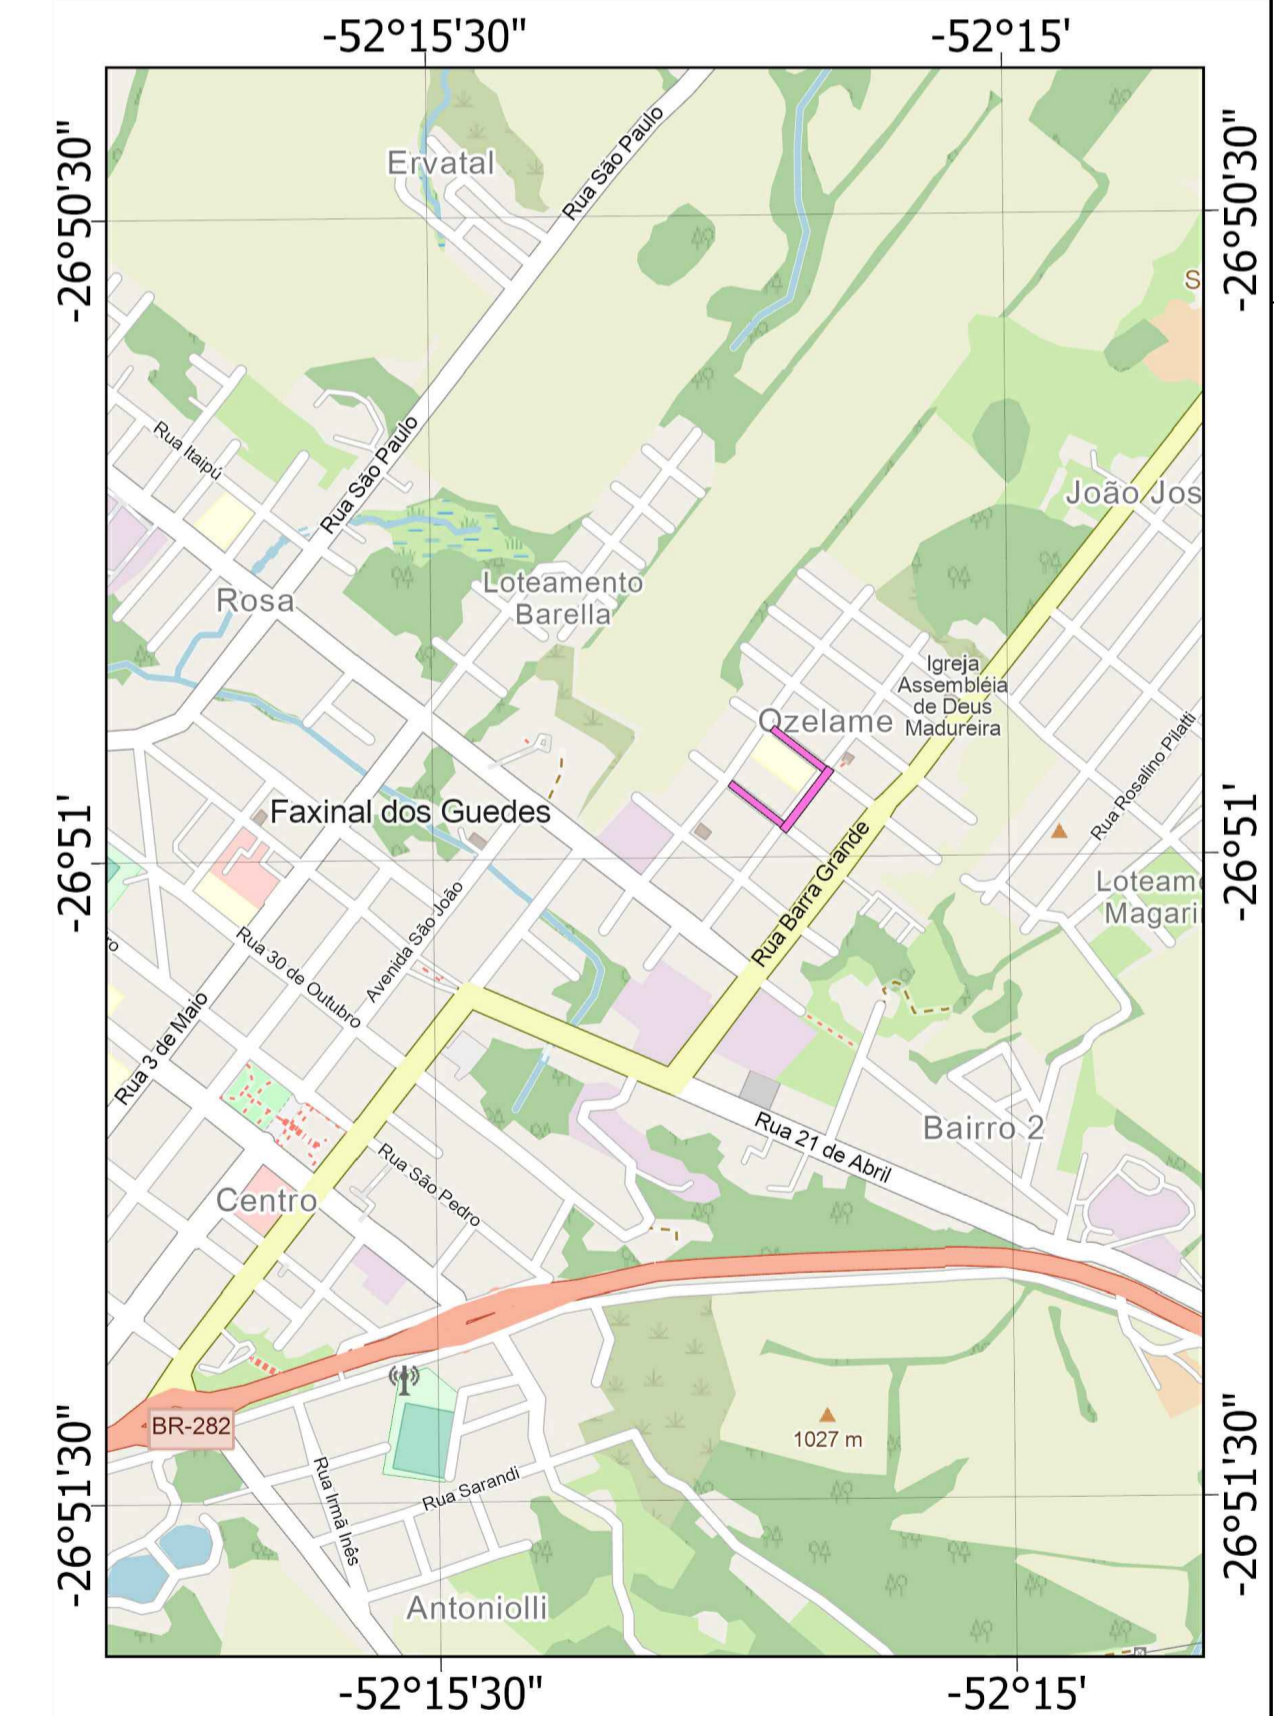 -52°15'30"
-52°15'
-26°50'30"
-26°50'30"
Ervatal
Rua São Paulo
S
Rua Itaipú
Rua São Paulo
João Jos
Loteamento
Barella
Rosa
Igreja
Assembléia
de Deus
Madureira
Ozelame
Rua Rosalino Pilatti
-26°51'
-26°51'
Faxinal dos Guedes
Rua Barra Grande
Loteame
Magari
Avenida São João
Rua 30 de Outubro
ro
Rua 3 de Maio
Rua 21 de Abril
Bairro 2
Rua São Pedro
Centro
BR-282
1027 m
-26°51'30"
-26°51'30"
Rua Sarandi
Rua Irmã Inês
Antoniolli
-52°15'30"
-52°15'